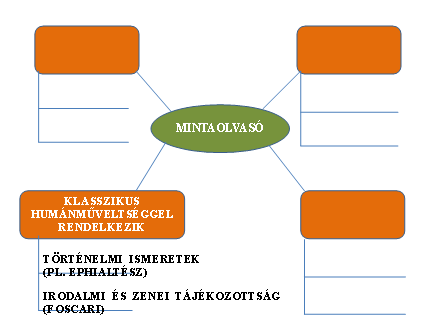 MINTAOLVASÓ
KLASSZIKUS
HUMÁNMŰVELTSÉGGEL
RENDELKEZIK
TÖRTÉNELMI ISMERETEK
(PL. EPHIALTÉSZ)
IRODALMI ÉS ZENEI TÁJÉKOZOTTSÁG
(FOSCARI)